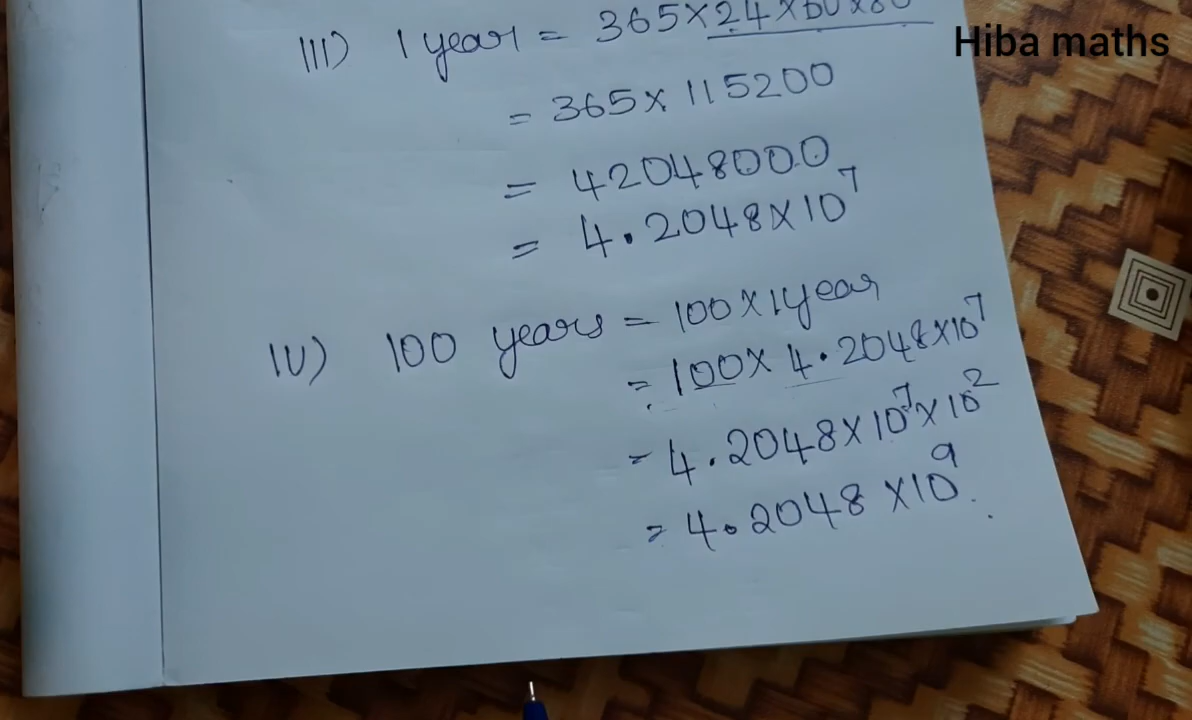 III) 1 year = 365×24×60×80
Hiba maths
= 365×115200
= 42048000
= 4.2048×10⁷
IV) 100 years = 100×1year
= 100× 4.2048×10⁷
= 4.2048×10⁷×10²
= 4.2048 ×10⁹.